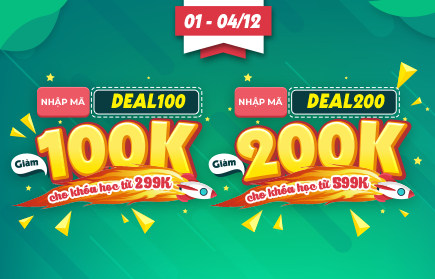 01 - 04/12
NHẬP MÃ DEAL100
Giảm 100K
cho khóa học từ 299K
NHẬP MÃ DEAL200
Giảm 200K
cho khóa học từ 599K